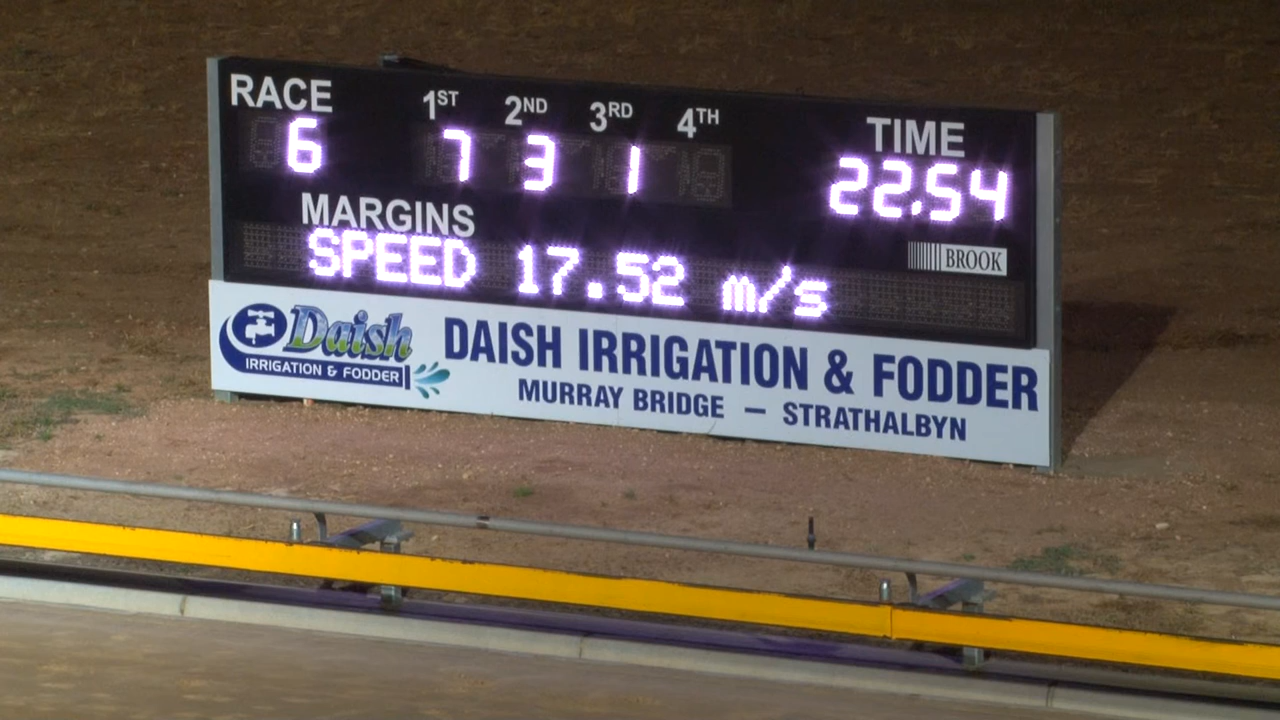 RACE 1ST 2ND 3RD 4TH TIME
6 7 3 1 22.54
MARGINS
SPEED 17.52 m/s
BROOK
Daish
IRRIGATION & FODDER
DAISH IRRIGATION & FODDER
MURRAY BRIDGE — STRATHALBYN